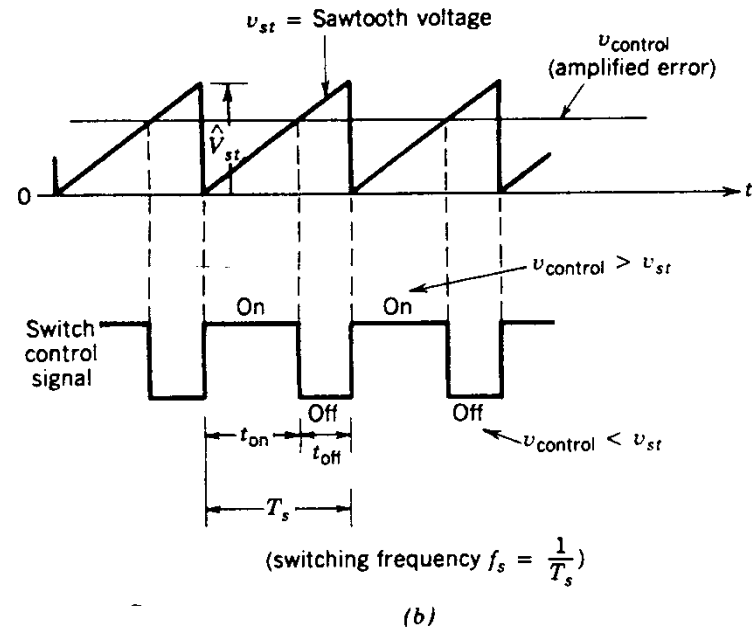 v_st = Sawtooth voltage
v_control
(amplified error)
V̂_st
0
t
v_control > v_st
On
On
Switch
control
signal
Off
Off
t_on
t_off
v_control < v_st
T_s
(switching frequency f_s = 1/T_s)
(b)